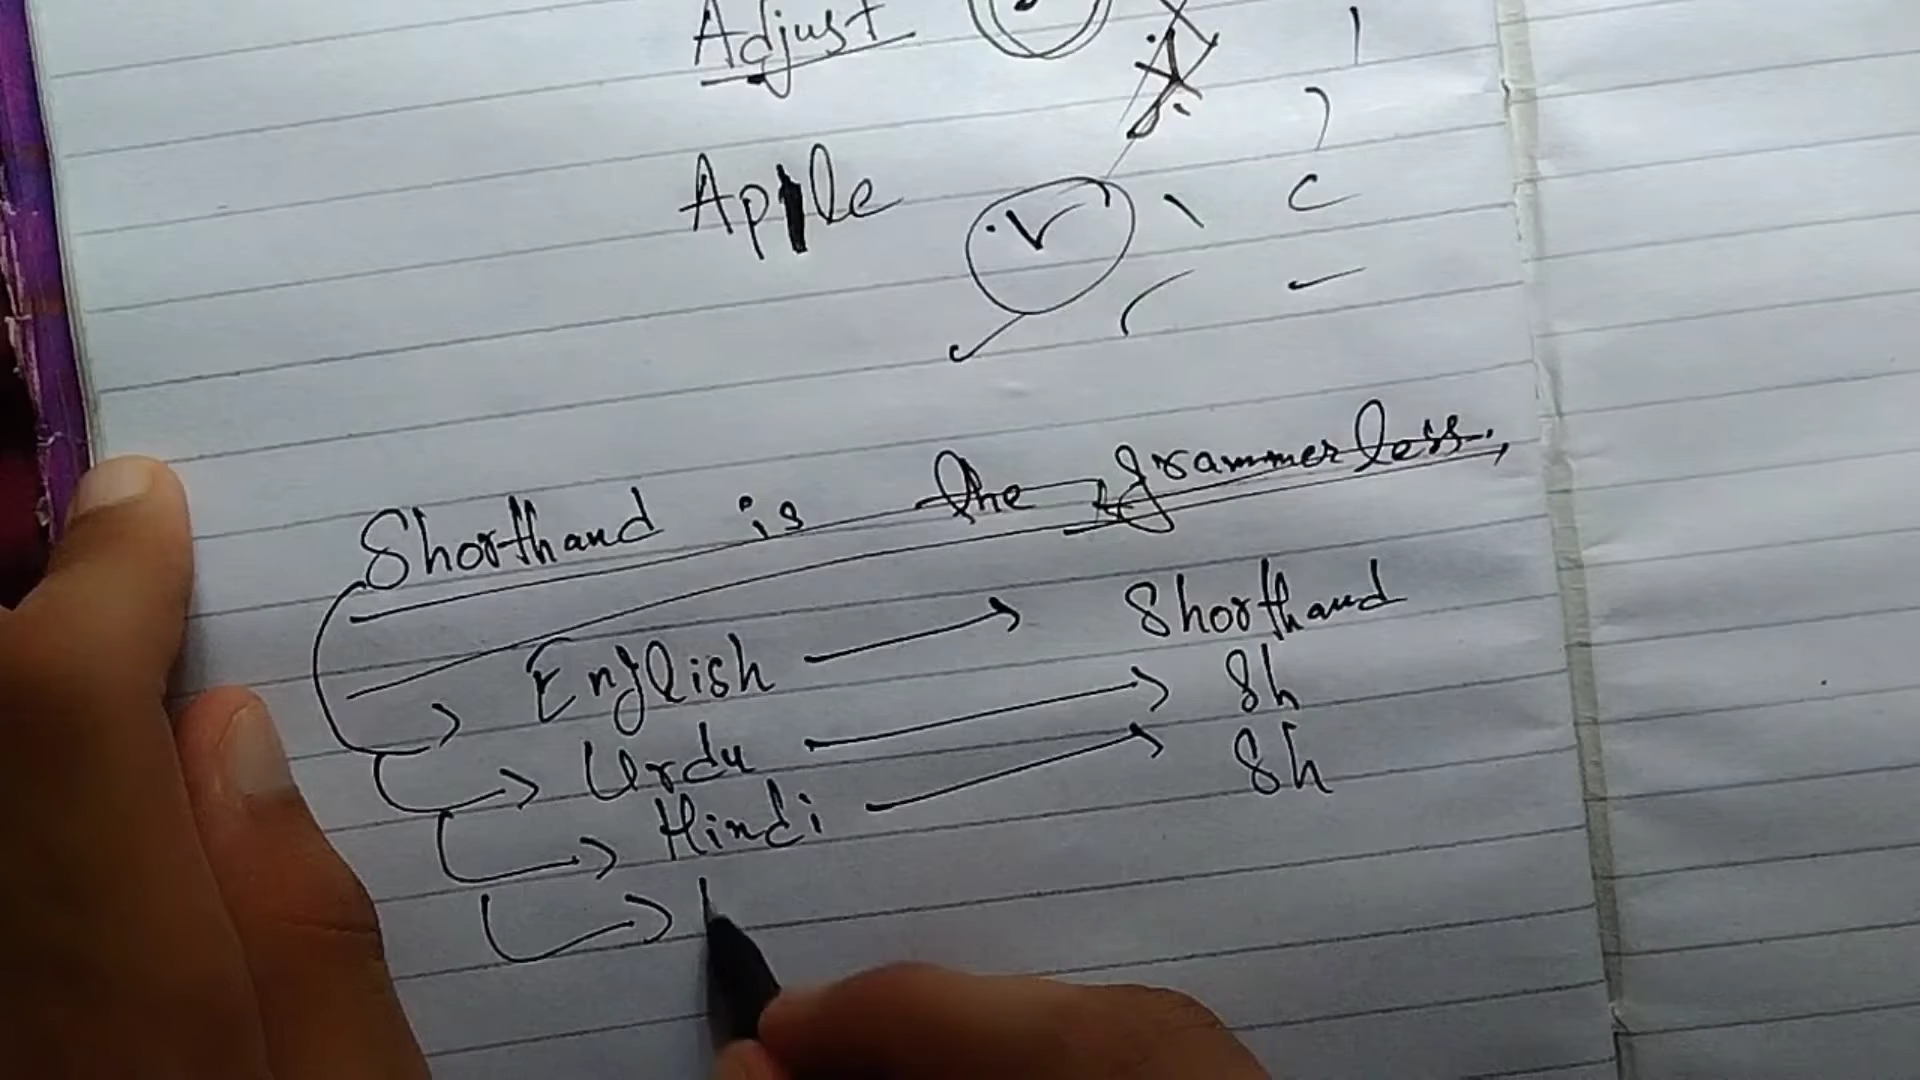 Adjust
Apple
Shorthand is the grammerless.
English → Shorthand
Urdu → Sh
Hindi → Sh